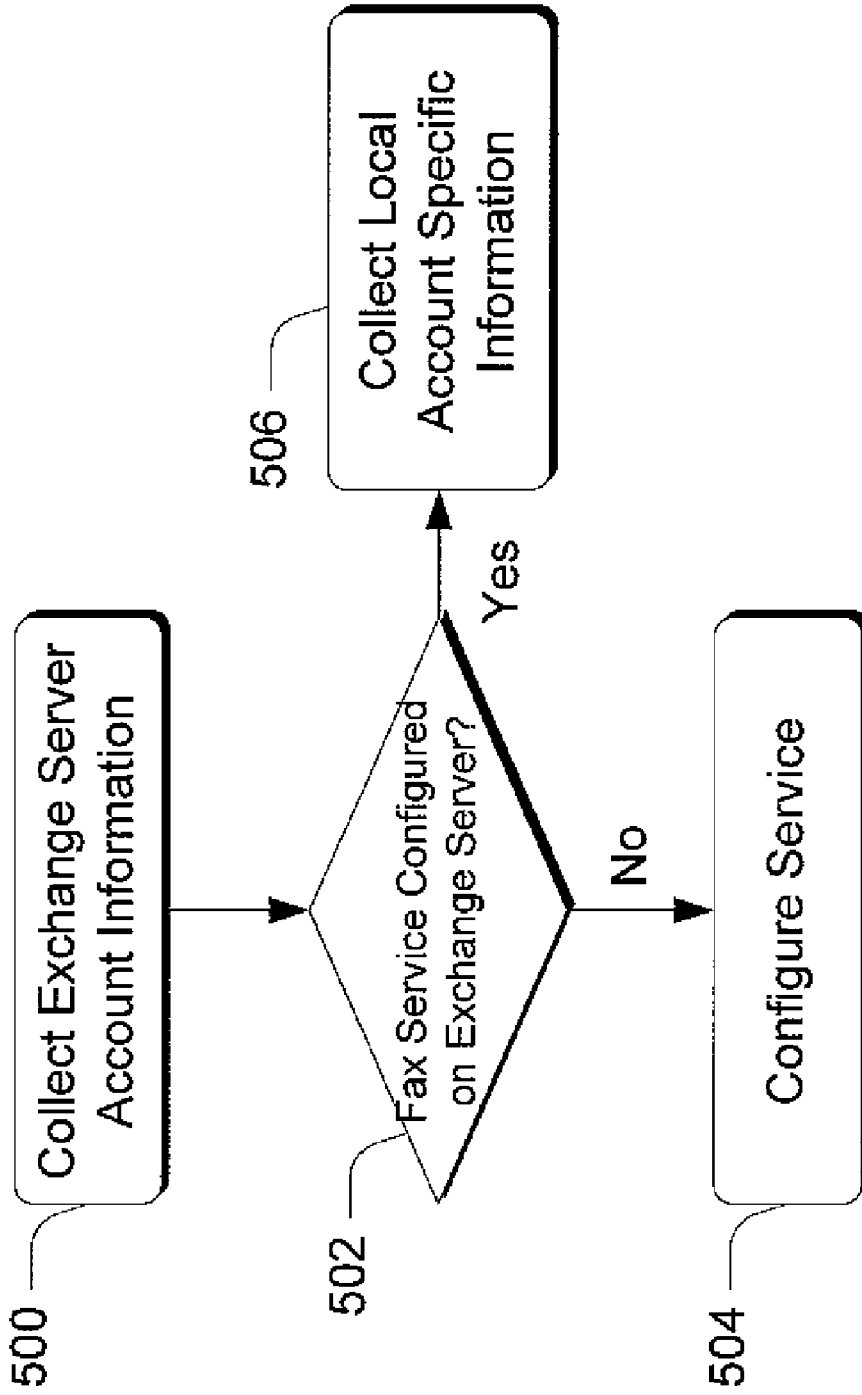 500
Collect Exchange Server
Account Information
502
Fax Service Configured
on Exchange Server?
Yes
506
Collect Local
Account Specific
Information
No
504
Configure Service